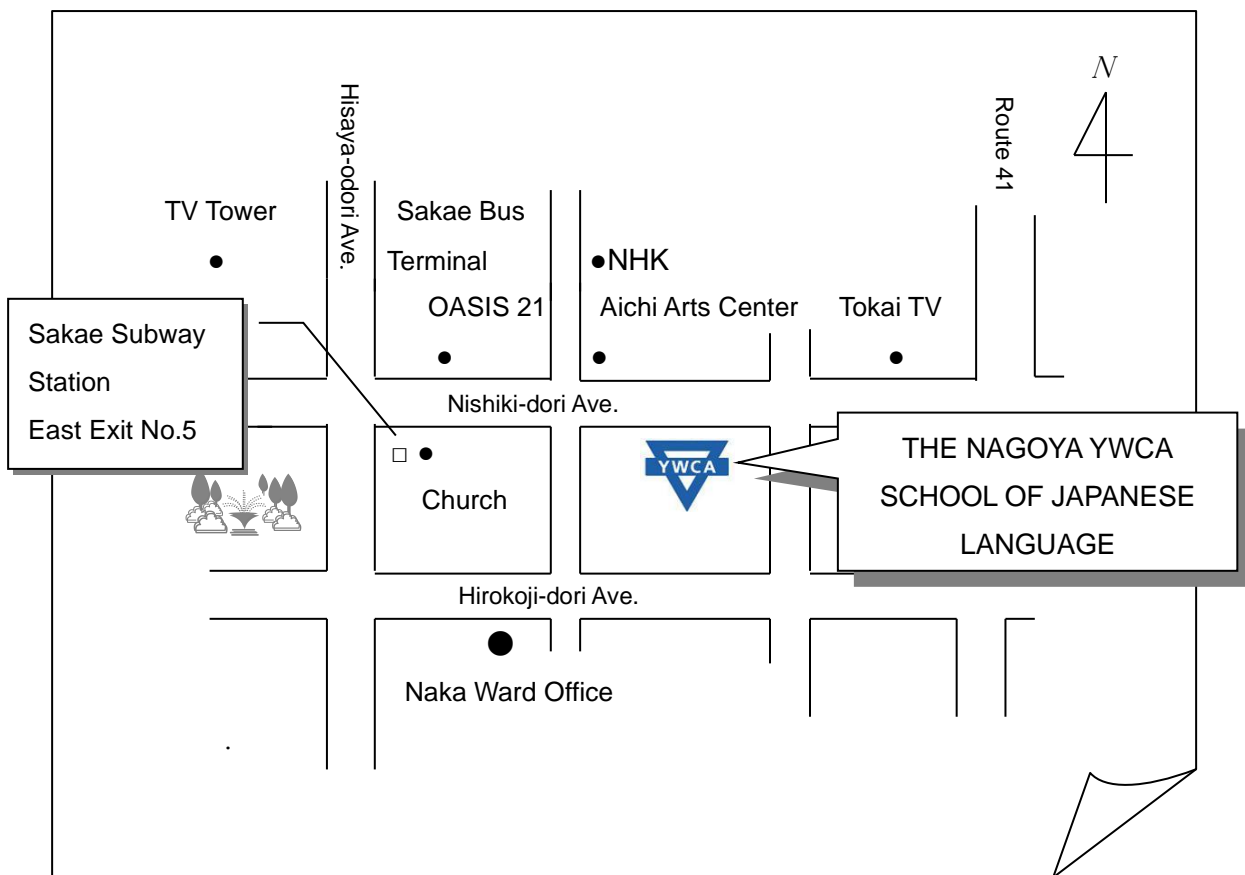 N
Hisaya-odori Ave.
Route 41
TV Tower
Sakae Bus
Terminal
NHK
OASIS 21
Aichi Arts Center
Tokai TV
Sakae Subway
Station
East Exit No.5
Nishiki-dori Ave.
Church
YWCA
THE NAGOYA YWCA
SCHOOL OF JAPANESE
LANGUAGE
Hirokoji-dori Ave.
Naka Ward Office